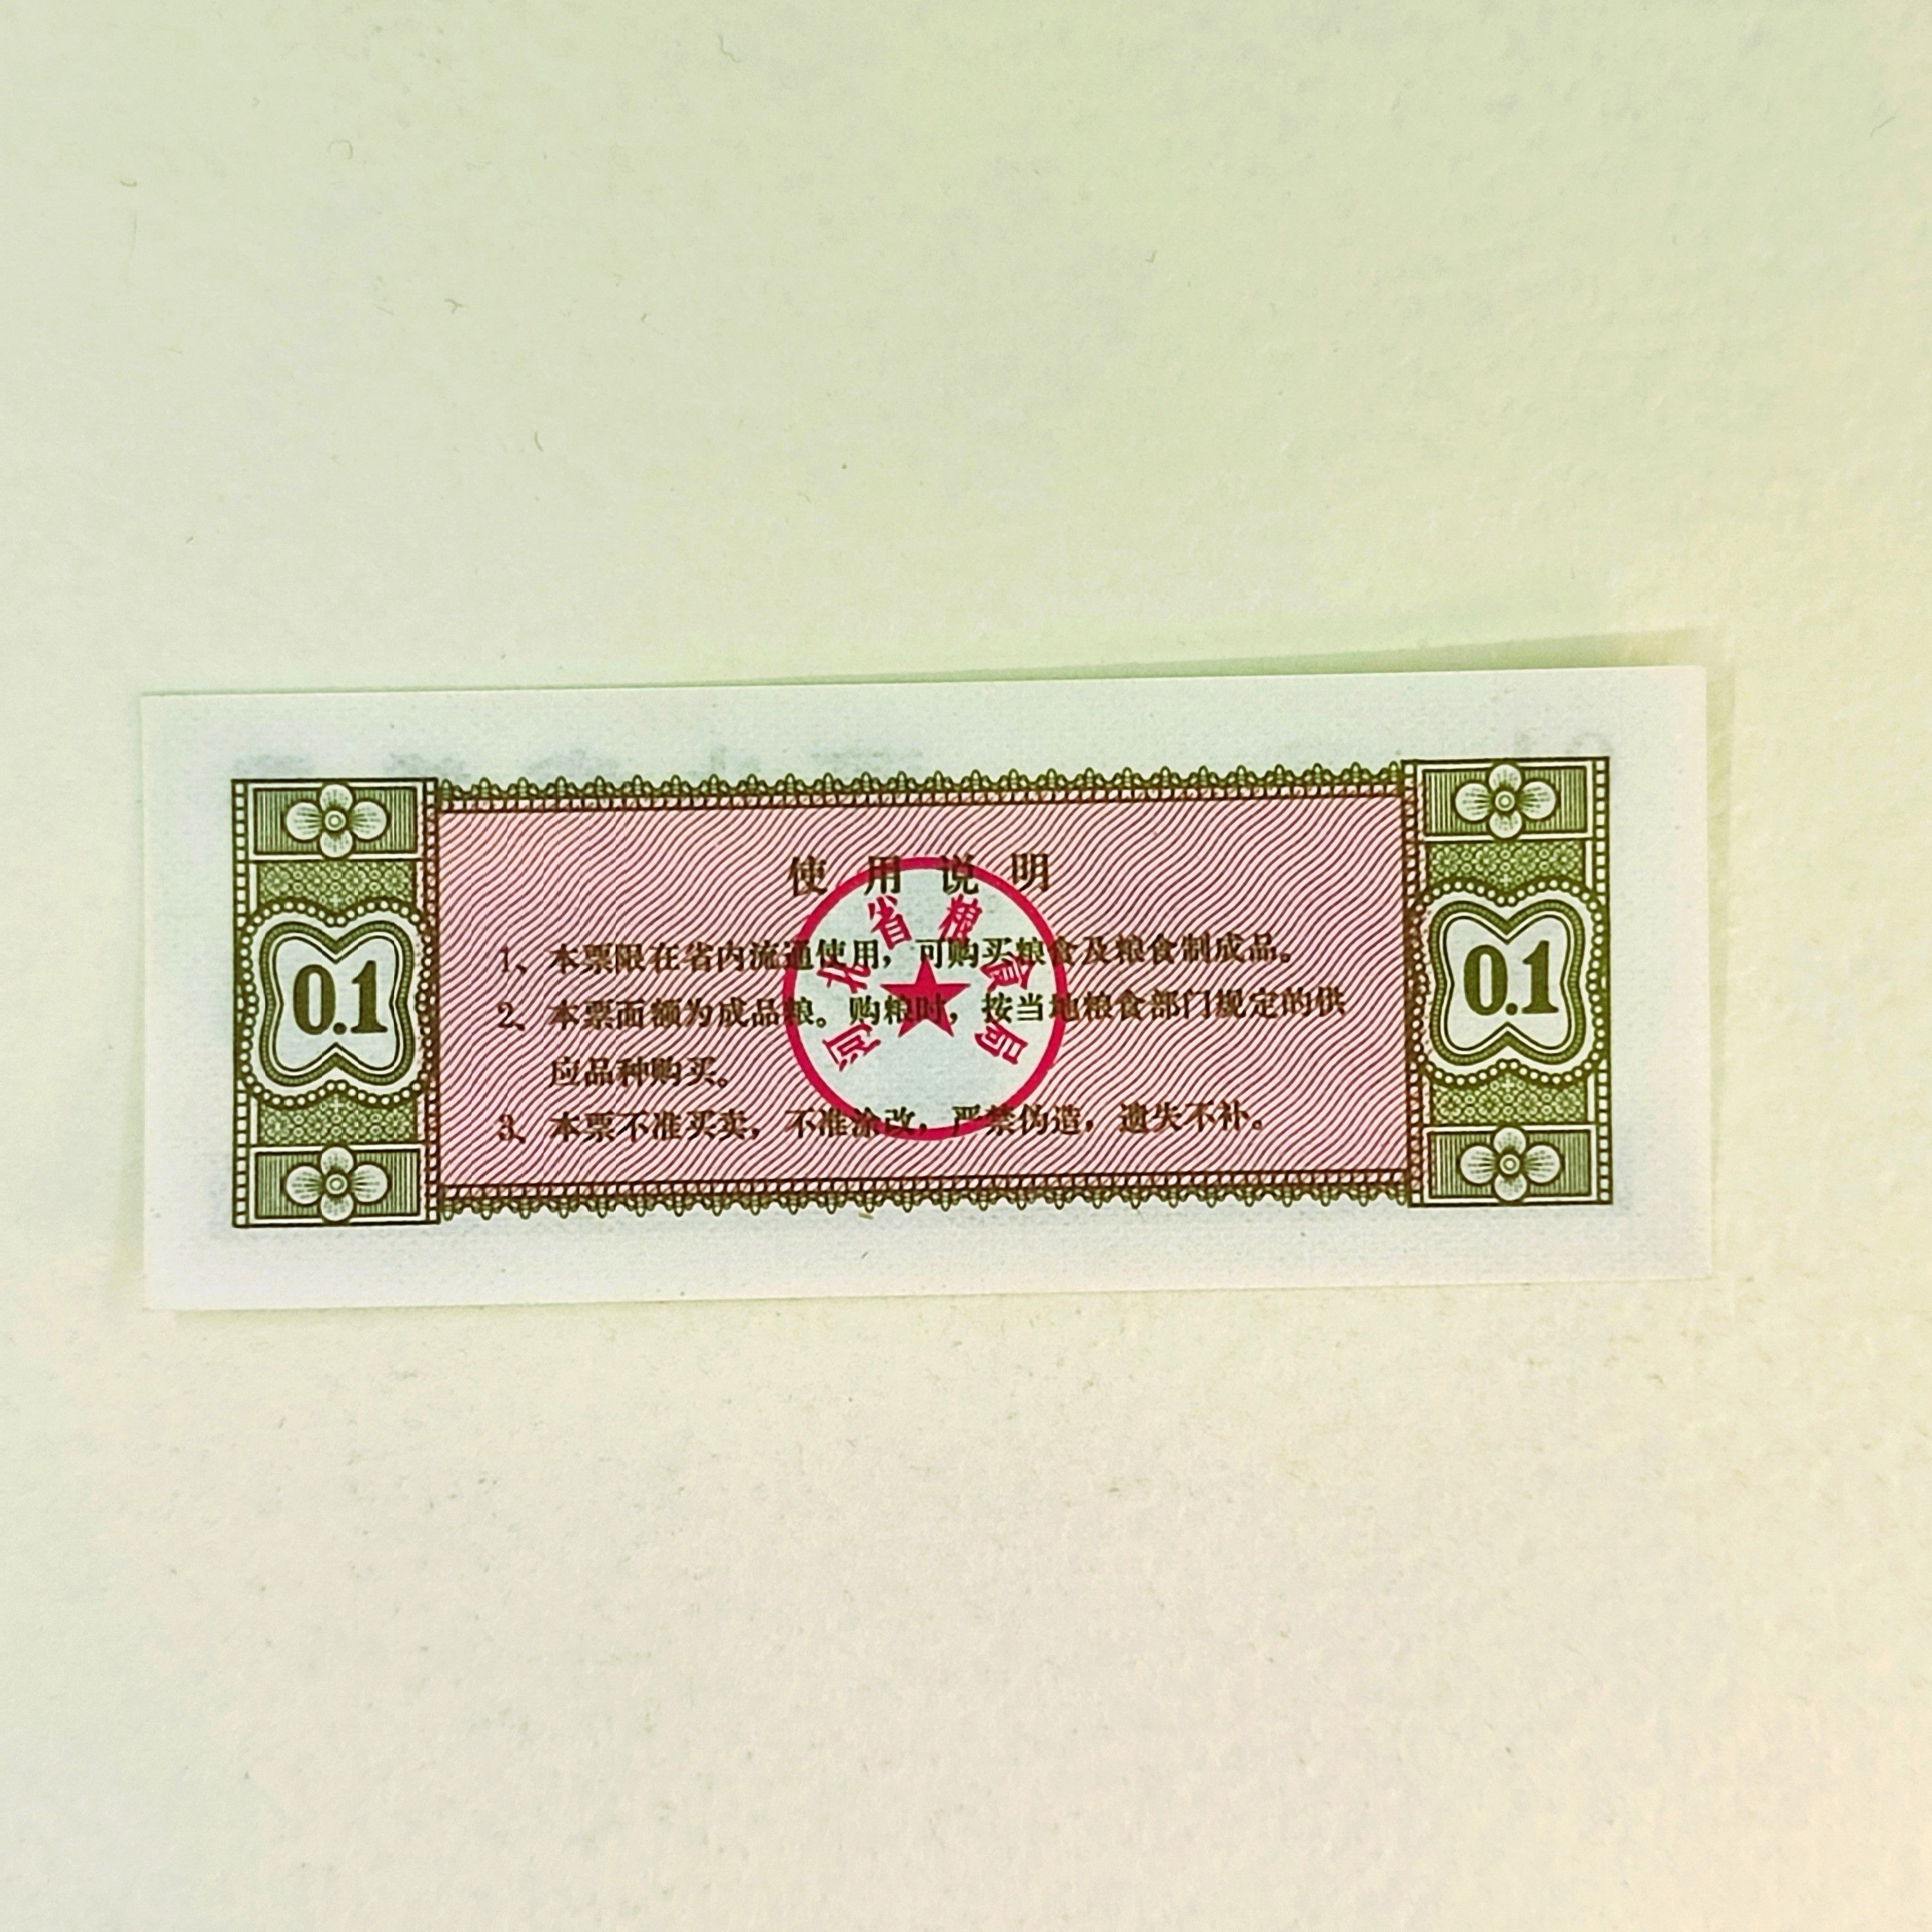 使用说明
1、本票限在省内流通使用，可购买粮食及粮食制成品。
2、本票面额为成品粮。购粮时，按当地粮食部门规定的供
应品种购买。
3、本票不准买卖，不准涂改，严禁伪造，遗失不补。
河北省粮食局
0.1
0.1